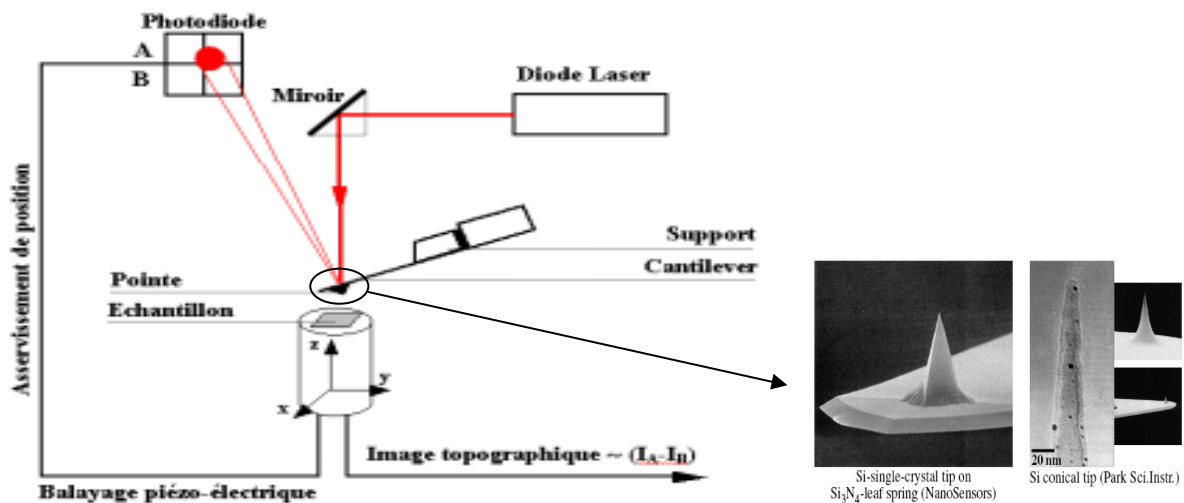 Photodiode
A
B
Diode Laser
Miroir
Asservissement de position
Support
Cantilever
Pointe
Echantillon
z
y
x
Image topographique ~ (IA-IB)
Balayage piézo-électrique
20 nm
Si-single-crystal tip on
Si3N4-leaf spring (NanoSensors)
Si conical tip (Park Sci.Instr.)